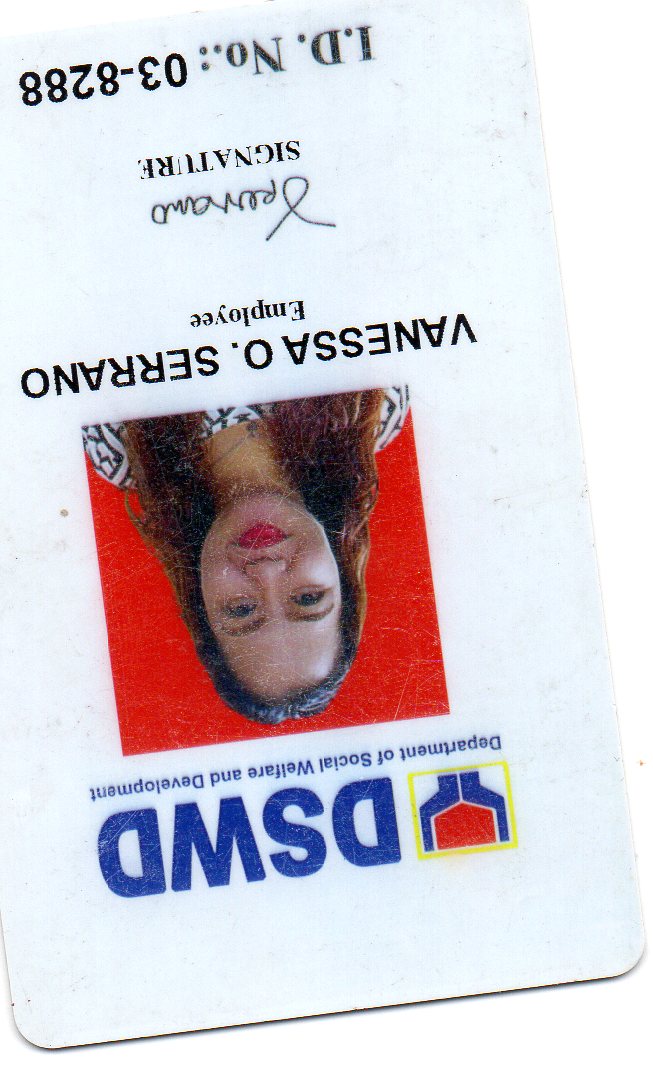 DSWD
Department of Social Welfare and Development
VANESSA O. SERRANO
Employee
VSerrano
SIGNATURE
I.D. No.: 03-8288